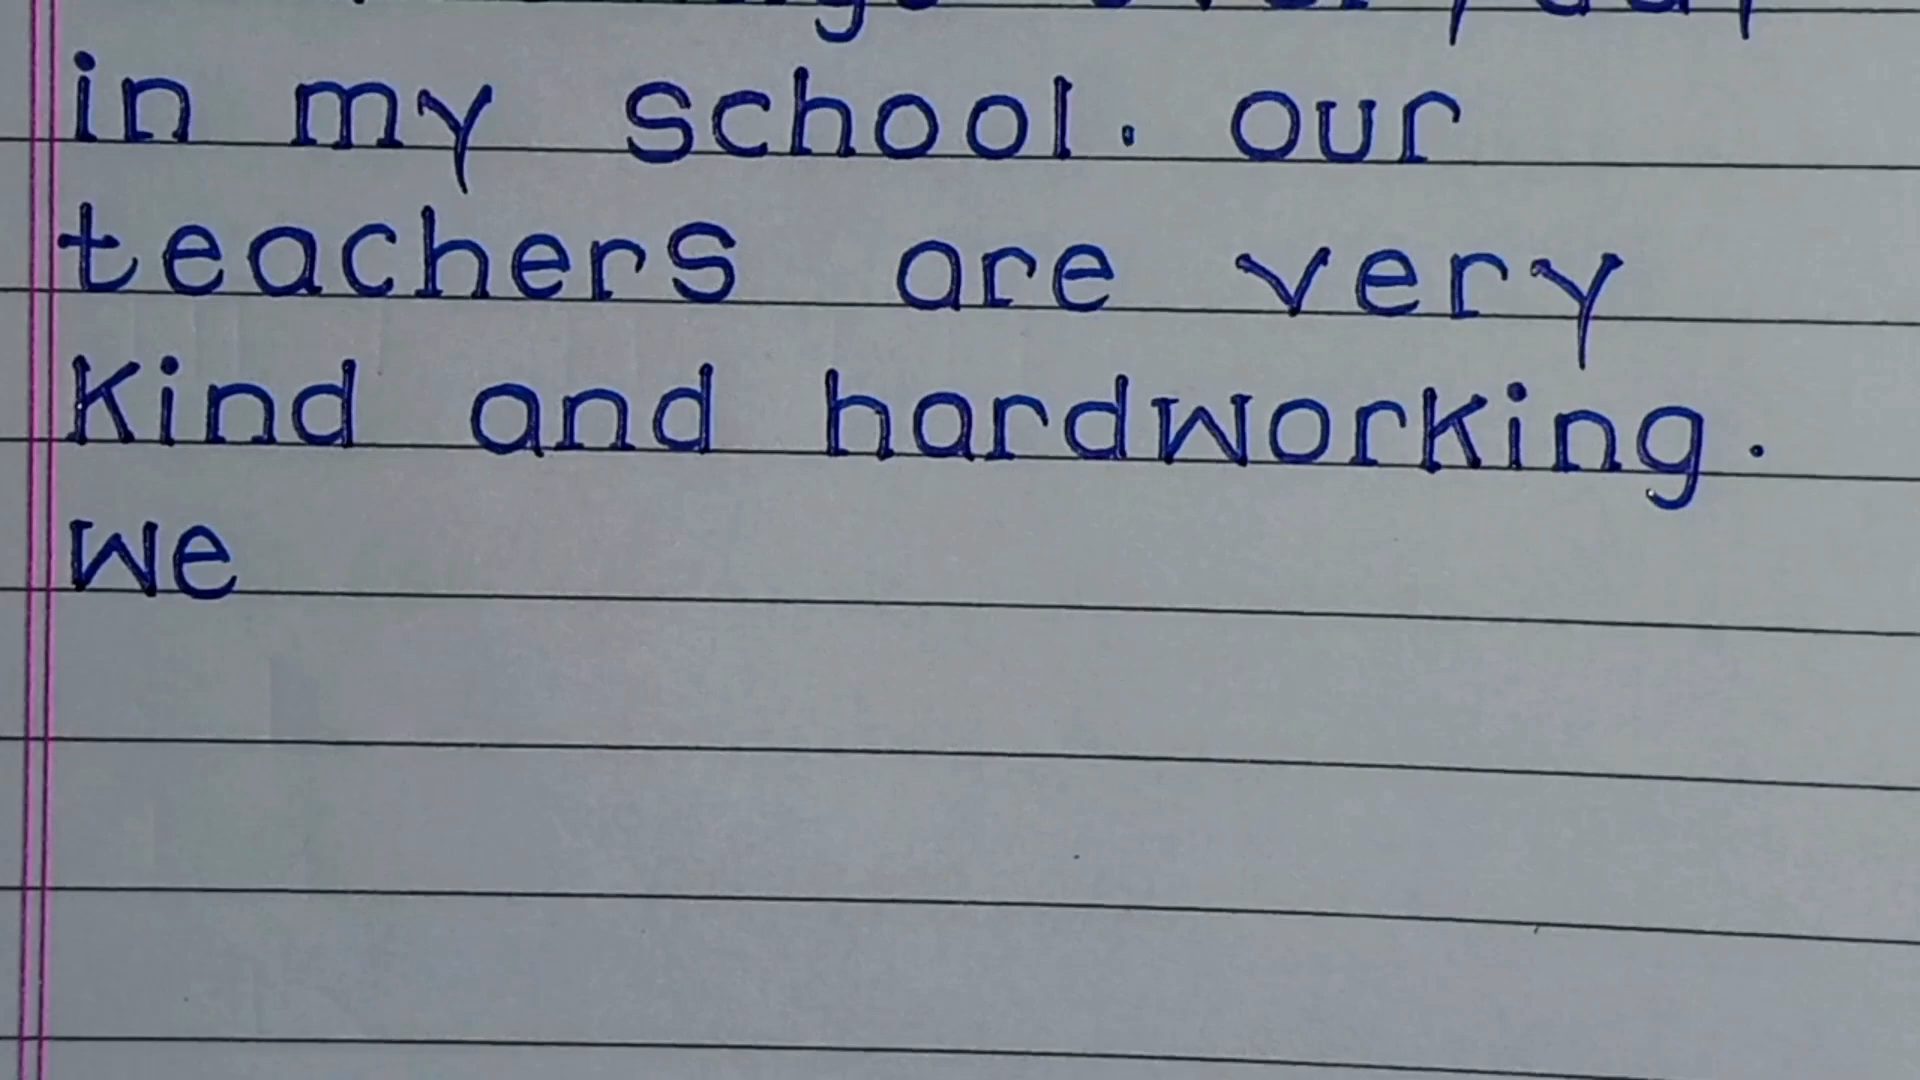 in my school. our
teachers are very
kind and hardworking.
we